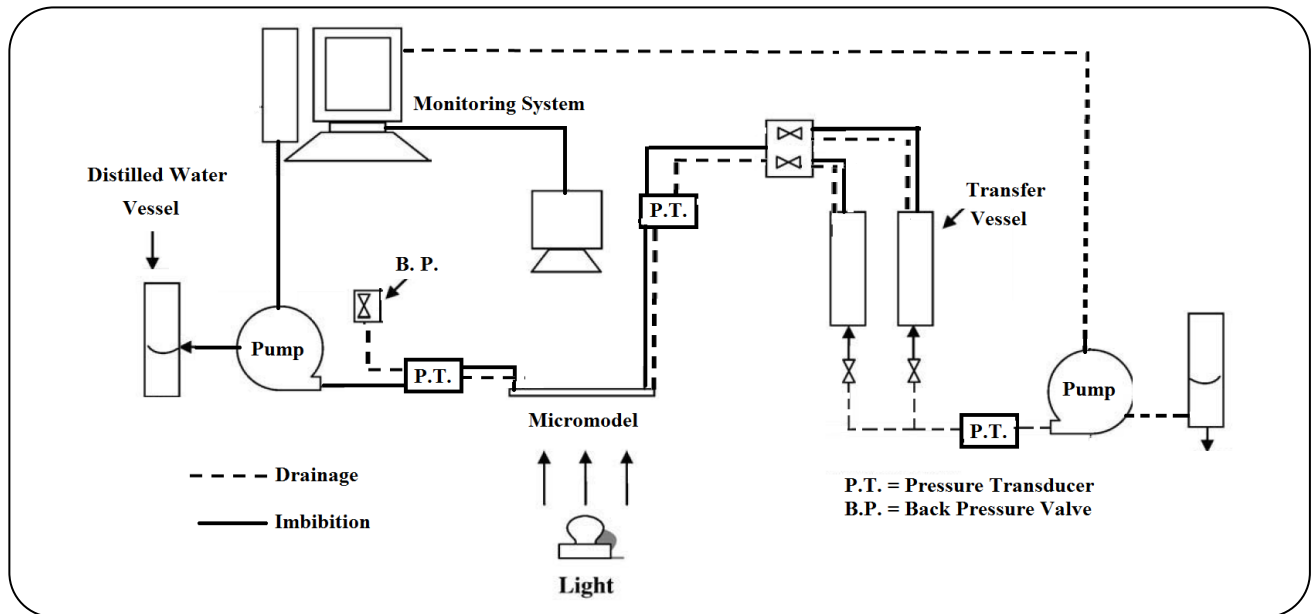 Monitoring System
Distilled Water
Vessel
B. P.
Pump
P.T.
Micromodel
P.T.
Transfer
Vessel
Pump
P.T.
Drainage
Imbibition
Light
P.T. = Pressure Transducer
B.P. = Back Pressure Valve